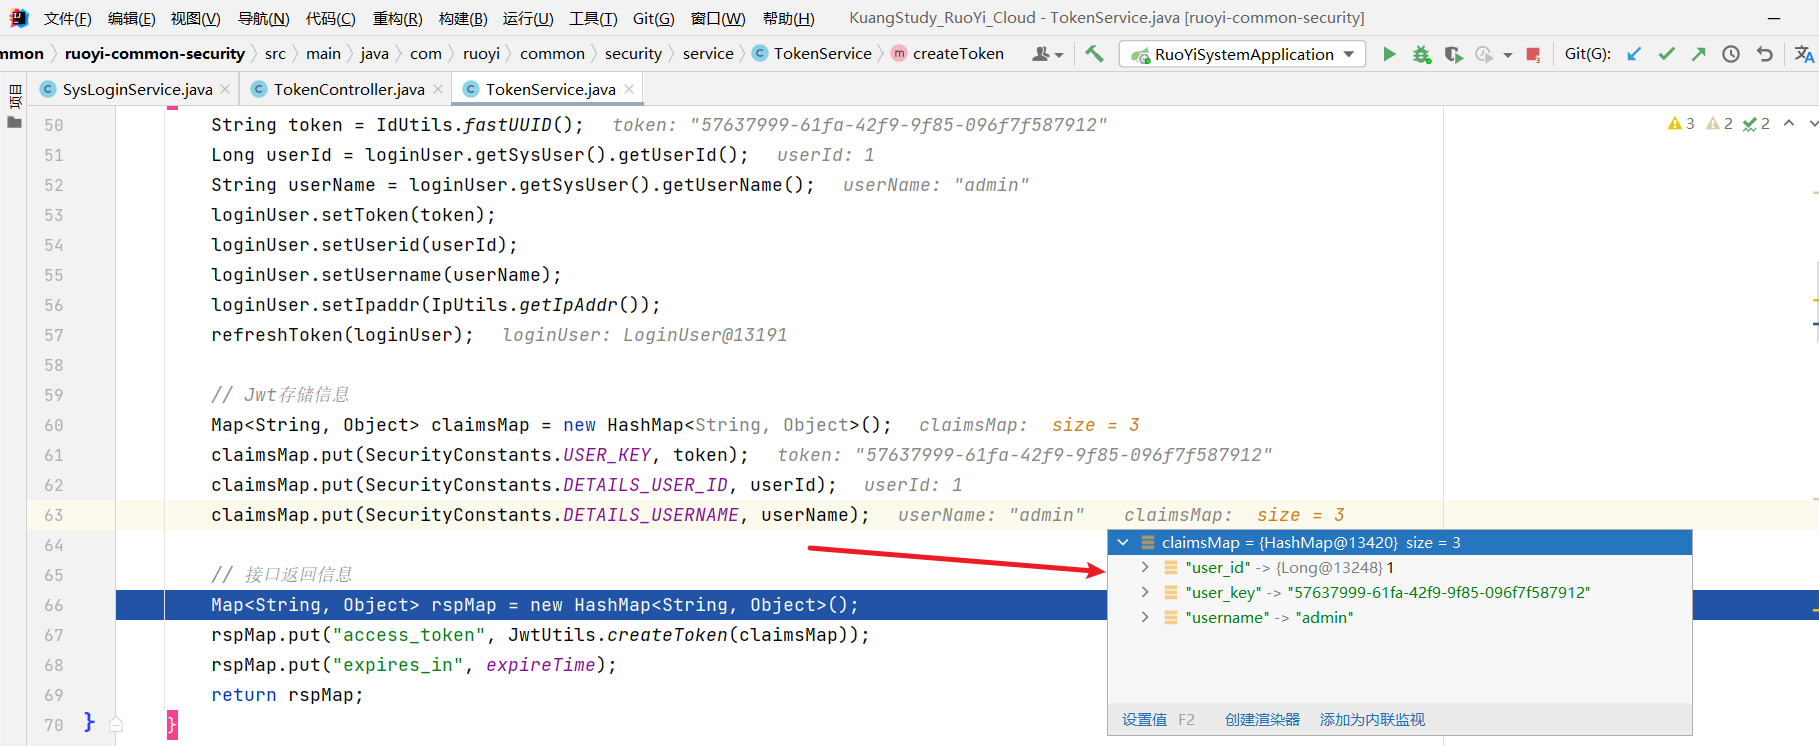 文件(F) 编辑(E) 视图(V) 导航(N) 代码(C) 重构(R) 构建(B) 运行(U) 工具(T) Git(G) 窗口(W) 帮助(H) KuangStudy_RuoYi_Cloud - TokenService.java [ruoyi-common-security]
mmon ruoyi-common-security src main java com ruoyi common security service TokenService createToken RuoYiSystemApplication Git(G):
项目 SysLoginService.java TokenController.java TokenService.java
50 String token = IdUtils.fastUUID(); token: "57637999-61fa-42f9-9f85-096f7f587912" 3 2 2
51 Long userId = loginUser.getSysUser().getUserId(); userId: 1
52 String userName = loginUser.getSysUser().getUserName(); userName: "admin"
53 loginUser.setToken(token);
54 loginUser.setUserid(userId);
55 loginUser.setUsername(userName);
56 loginUser.setIpaddr(IpUtils.getIpAddr());
57 refreshToken(loginUser); loginUser: LoginUser@13191
58
59 // Jwt存储信息
60 Map<String, Object> claimsMap = new HashMap<String, Object>(); claimsMap: size = 3
61 claimsMap.put(SecurityConstants.USER_KEY, token); token: "57637999-61fa-42f9-9f85-096f7f587912"
62 claimsMap.put(SecurityConstants.DETAILS_USER_ID, userId); userId: 1
63 claimsMap.put(SecurityConstants.DETAILS_USERNAME, userName); userName: "admin" claimsMap: size = 3
64
65 // 接口返回信息
66 Map<String, Object> rspMap = new HashMap<String, Object>();
67 rspMap.put("access_token", JwtUtils.createToken(claimsMap));
68 rspMap.put("expires_in", expireTime);
69 return rspMap;
70 } }
claimsMap = {HashMap@13420} size = 3
"user_id" -> {Long@13248} 1
"user_key" -> "57637999-61fa-42f9-9f85-096f7f587912"
"username" -> "admin"
设置值 F2 创建渲染器 添加为内联监视